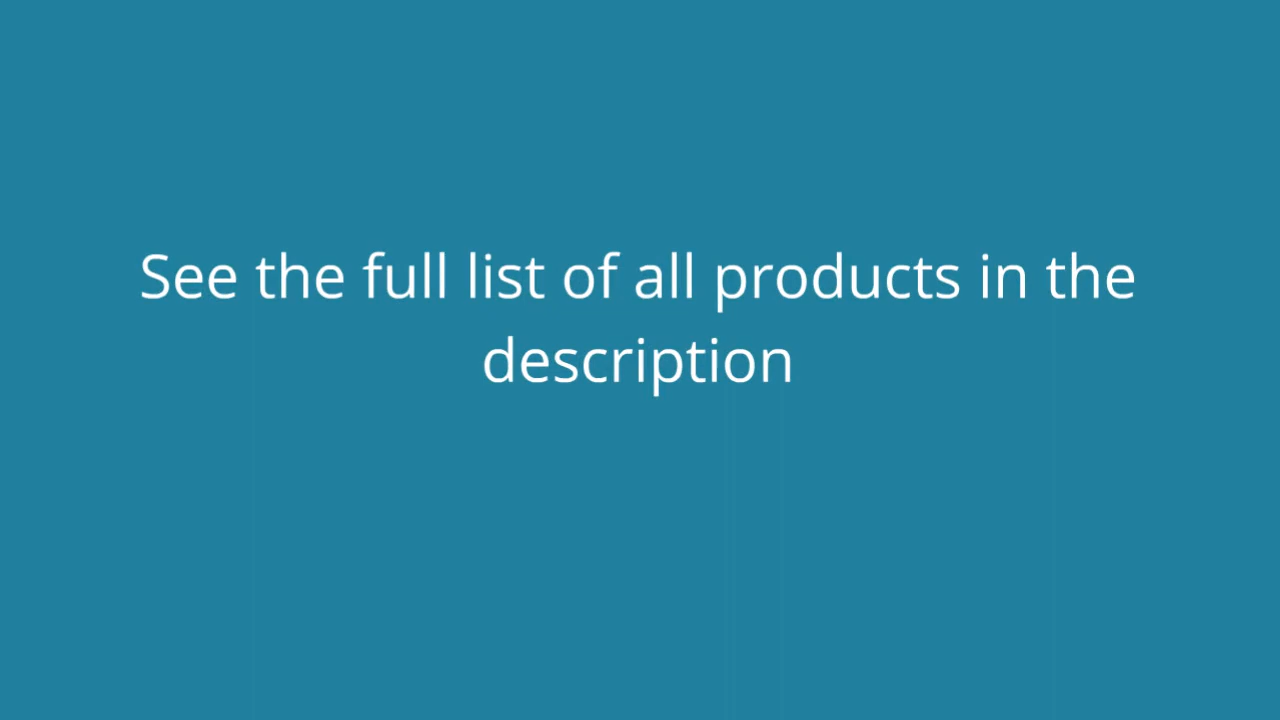 See the full list of all products in the
description